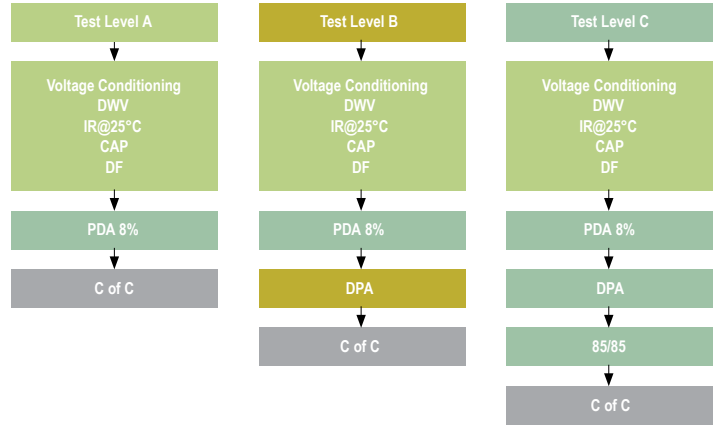 Test Level A
Voltage Conditioning
DWV
IR@25°C
CAP
DF
PDA 8%
C of C
Test Level B
Voltage Conditioning
DWV
IR@25°C
CAP
DF
PDA 8%
DPA
C of C
Test Level C
Voltage Conditioning
DWV
IR@25°C
CAP
DF
PDA 8%
DPA
85/85
C of C